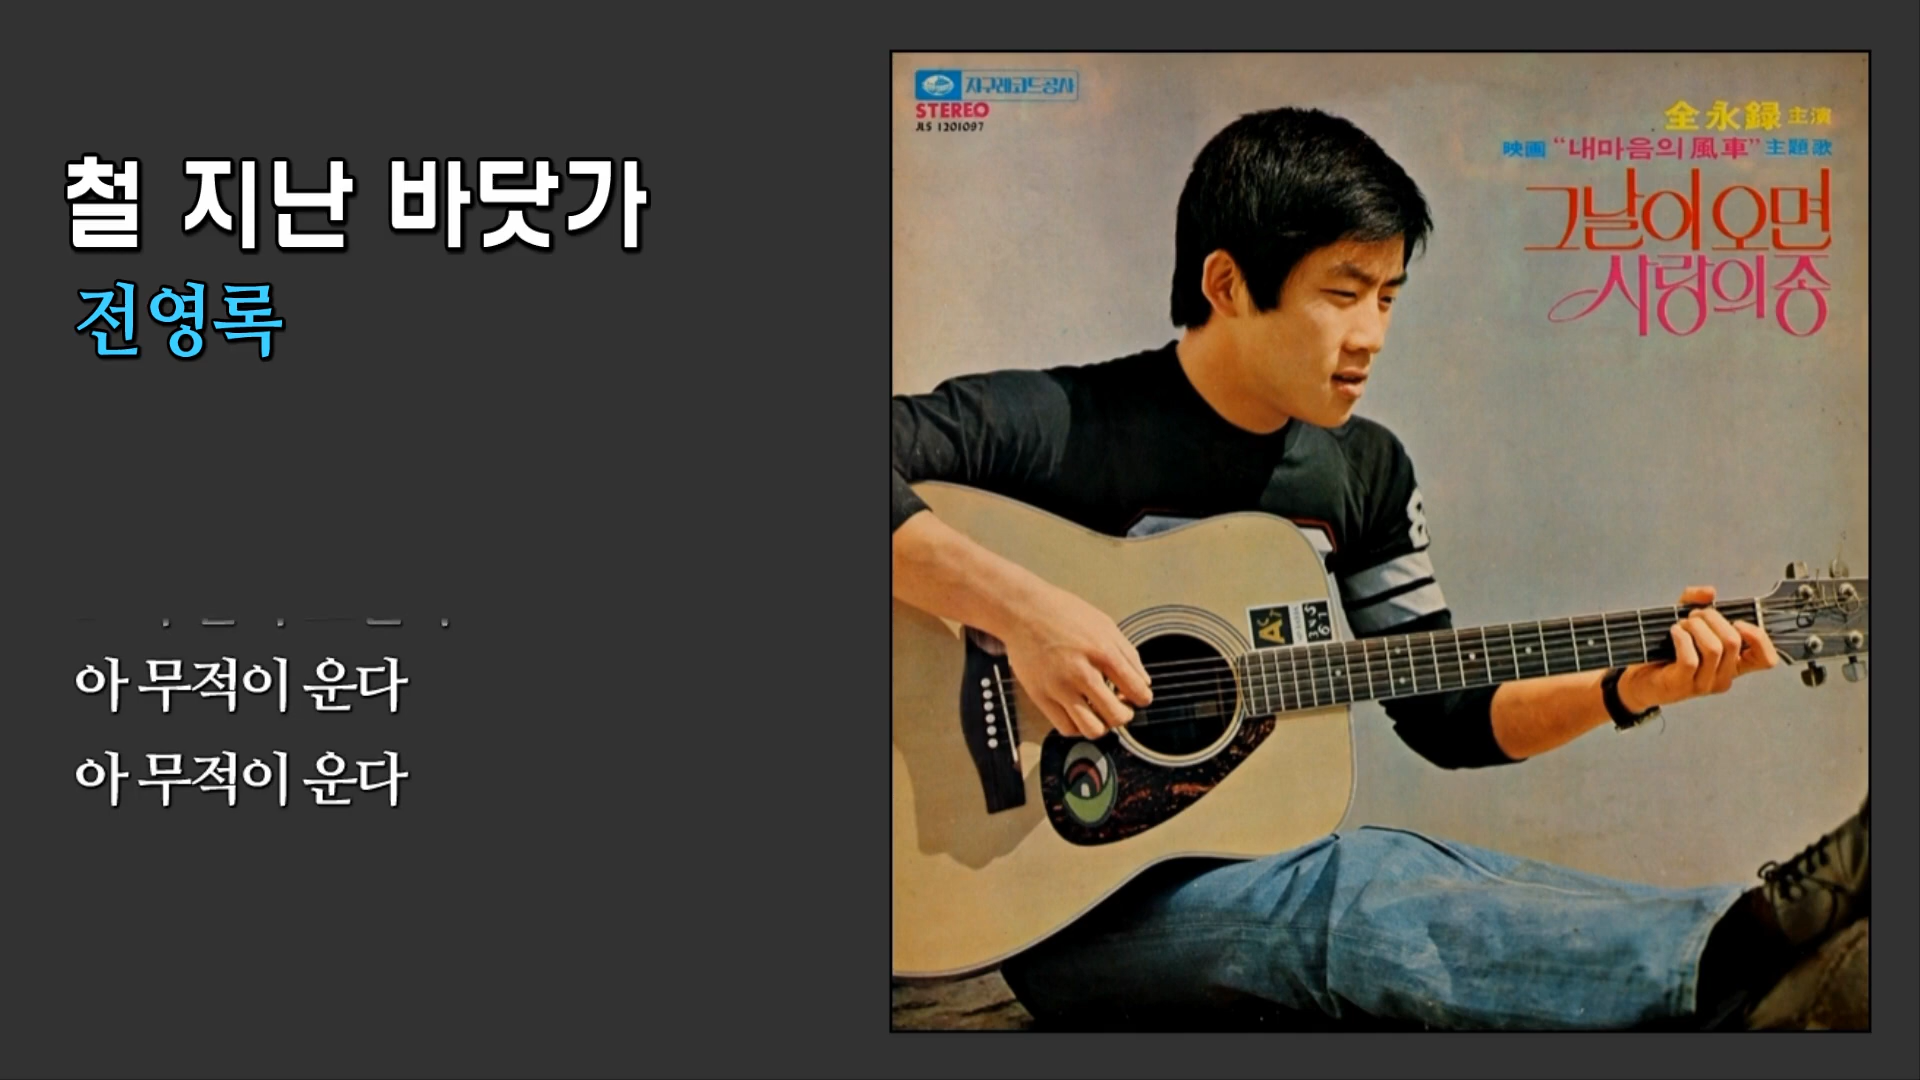 철 지난 바닷가
전영록
아 무적이 운다
아 무적이 운다
지구레코드공사
STEREO
JLS 1201097
全永録 主演
映画 “내마음의 風車” 主題歌
그날이 오면
사랑의 종